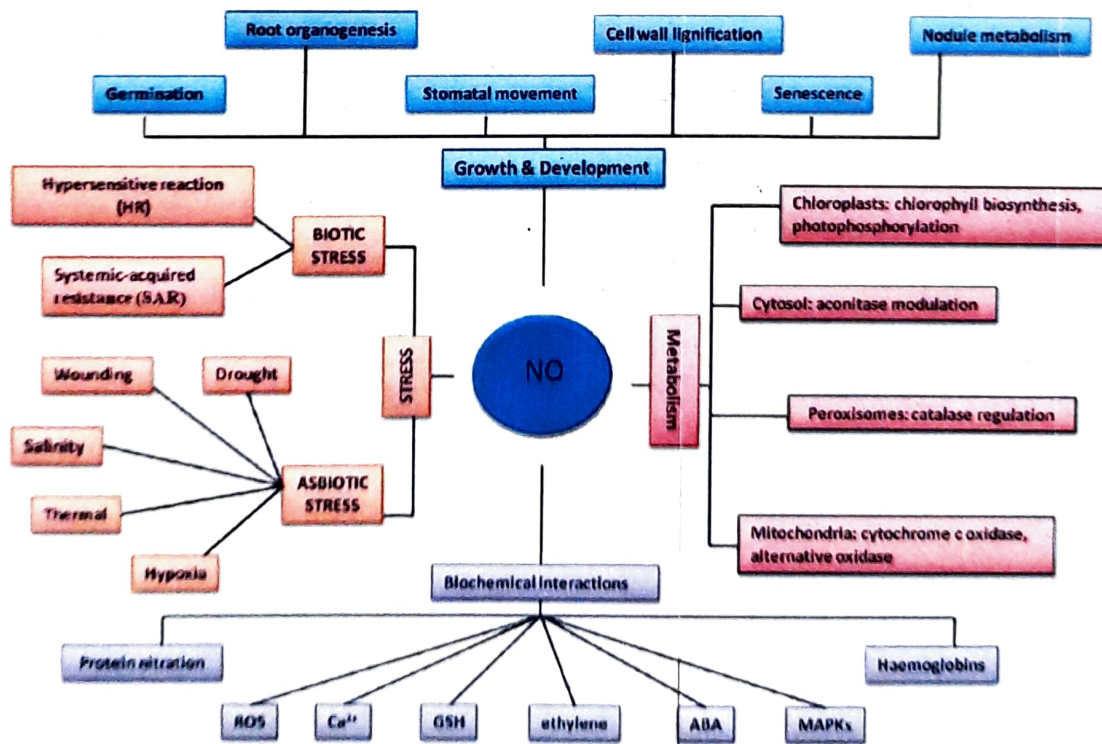 Root organogenesis
Cell wall lignification
Nodule metabolism
Germination
Stomatal movement
Senescence
Growth & Development
Hypersensitive reaction
(HR)
BIOTIC
STRESS
Systemic-acquired
resistance (SAR)
STRESS
Wounding
Drought
Salinity
Thermal
Hypoxia
ASBIOTIC
STRESS
NO
Metabolism
Chloroplasts: chlorophyll biosynthesis,
photophosphorylation
Cytosol: aconitase modulation
Peroxisomes: catalase regulation
Mitochondria: cytochrome c oxidase,
alternative oxidase
Biochemical interactions
Protein nitration
Haemoglobins
ROS
Ca²⁺
GSH
ethylene
ABA
MAPKs